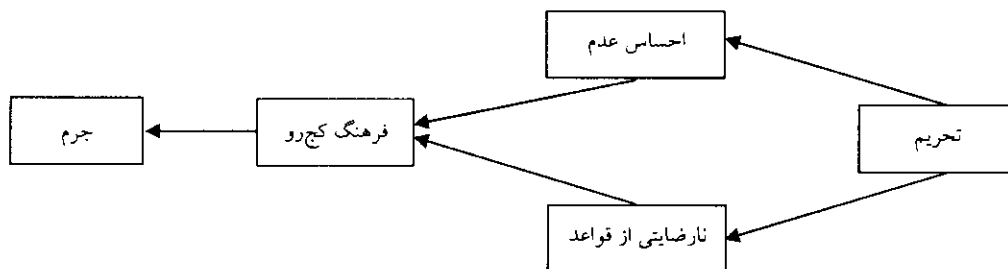 احساس عدم
تحریم
فرهنگ کج‌رو
جرم
نارضایتی از قواعد